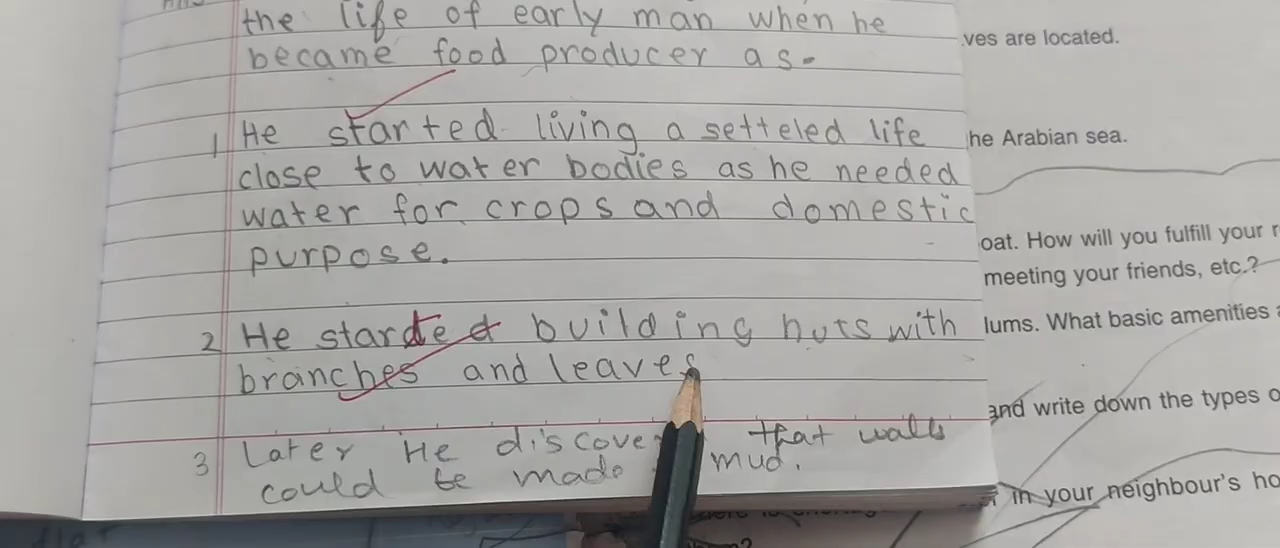 the life of early man when he
became food producer as-
1 He started living a setteled life
close to water bodies as he needed
water for crops and domestic
purpose.
2 He starded building huts with
branches and leaves
3 Later He discove that walls
could be made mud.
ves are located.
he Arabian sea.
oat. How will you fulfill your r
meeting your friends, etc.?
lums. What basic amenities a
and write down the types o
in your neighbour's ho